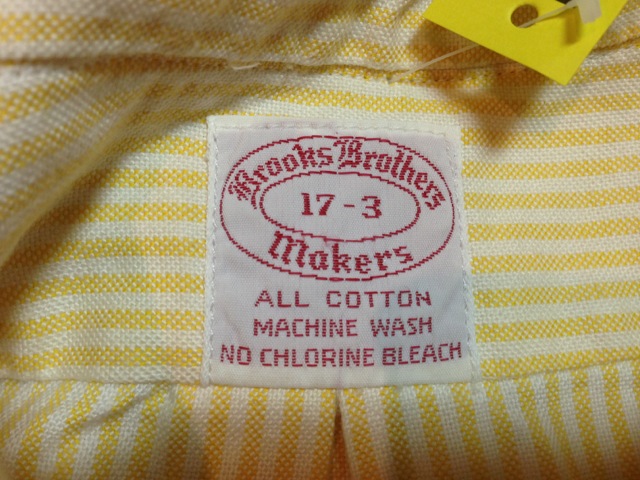 Brooks Brothers
17-3
Makers
ALL COTTON
MACHINE WASH
NO CHLORINE BLEACH